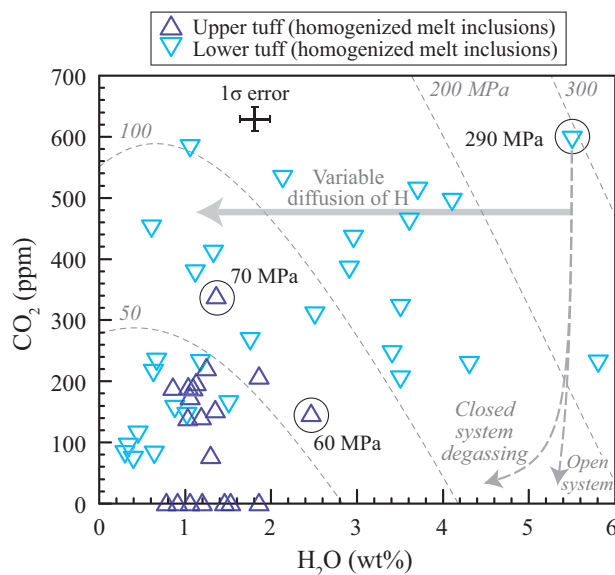 Upper tuff (homogenized melt inclusions)
Lower tuff (homogenized melt inclusions)
700
600
500
400
300
200
100
0
CO₂ (ppm)
1σ error
200 MPa
300
100
290 MPa
Variable
diffusion of H
70 MPa
50
60 MPa
Closed
system
degassing
Open
system
0
1
2
3
4
5
6
H₂O (wt%)